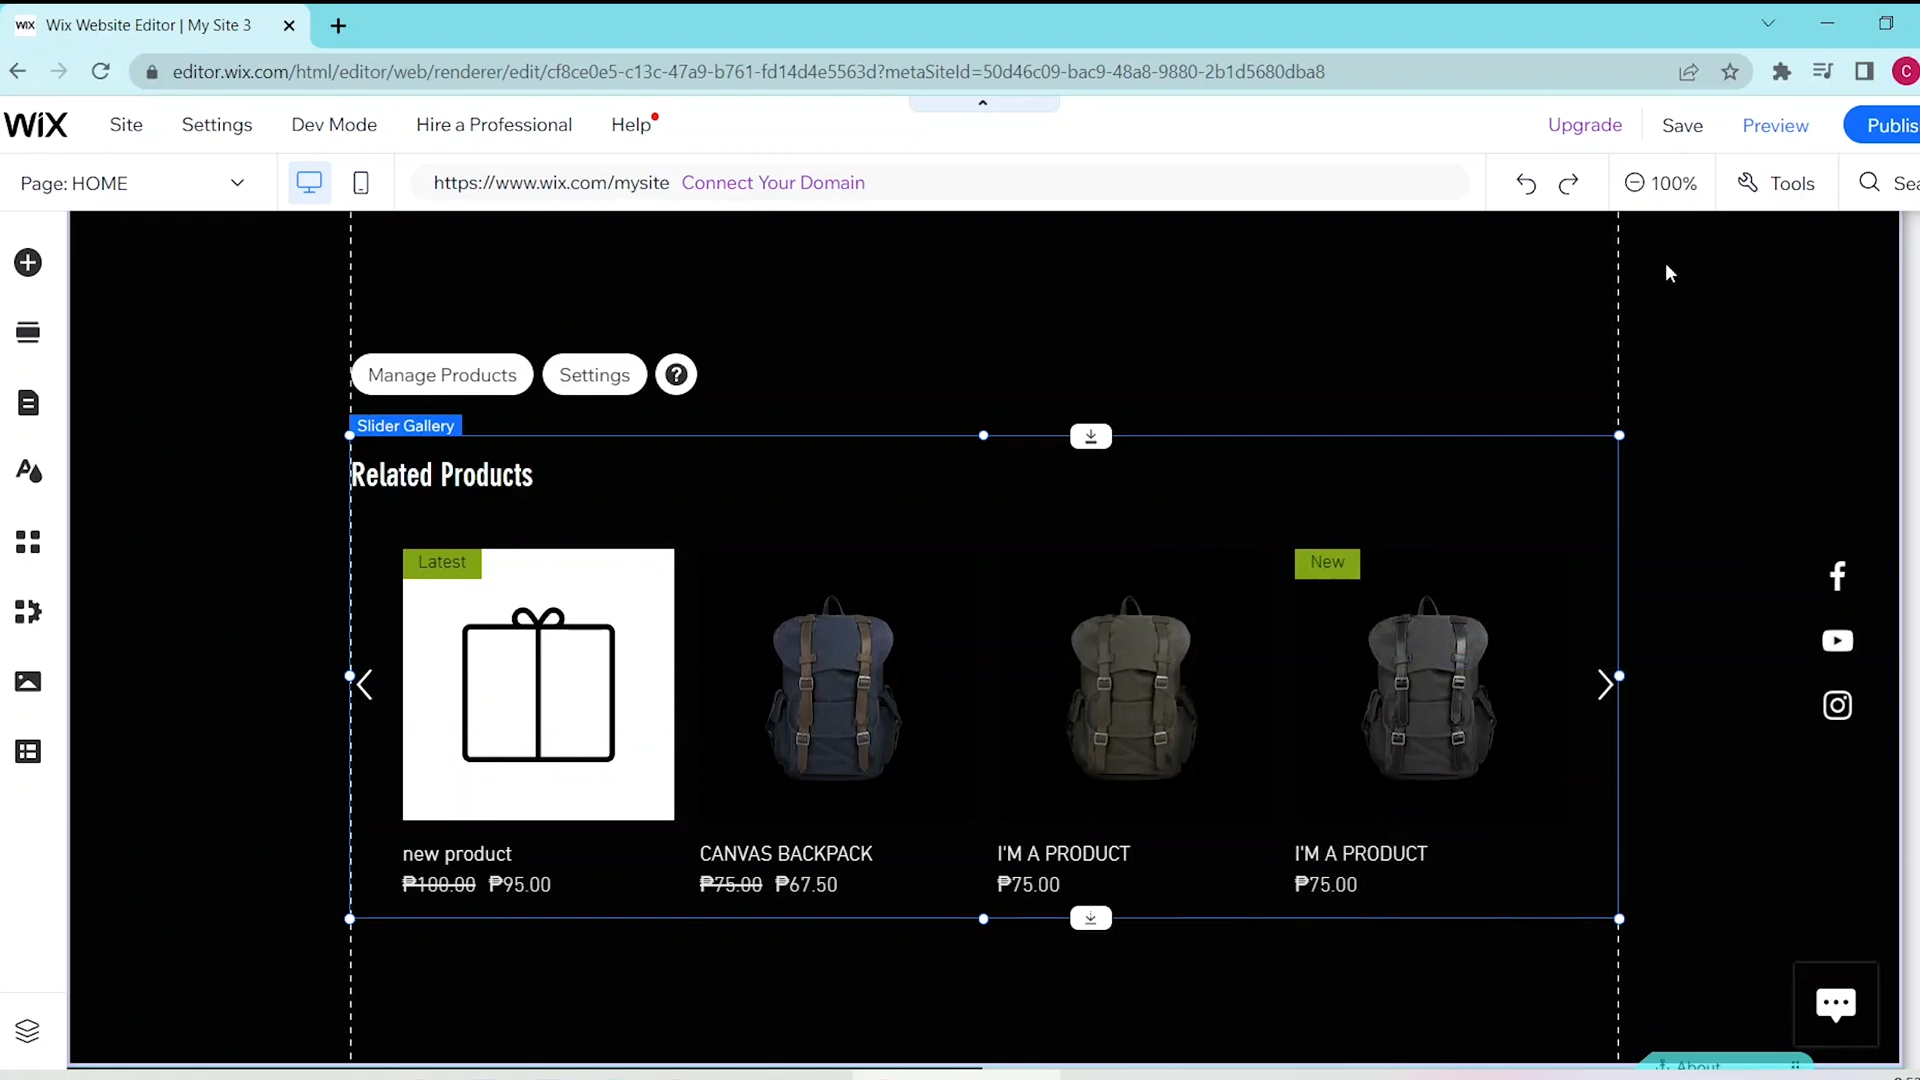 WiX Wix Website Editor | My Site 3
editor.wix.com/html/editor/web/renderer/edit/cf8ce0e5-c13c-47a9-b761-fd14d4e5563d?metaSiteId=50d46c09-bac9-48a8-9880-2b1d5680dba8
C
WiX Site Settings Dev Mode Hire a Professional Help Upgrade Save Preview Publis
Page: HOME https://www.wix.com/mysite Connect Your Domain 100% Tools Sea
Manage Products Settings ?
Slider Gallery
Related Products
Latest New
new product CANVAS BACKPACK I'M A PRODUCT I'M A PRODUCT
₱100.00 ₱95.00 ₱75.00 ₱67.50 ₱75.00 ₱75.00
About